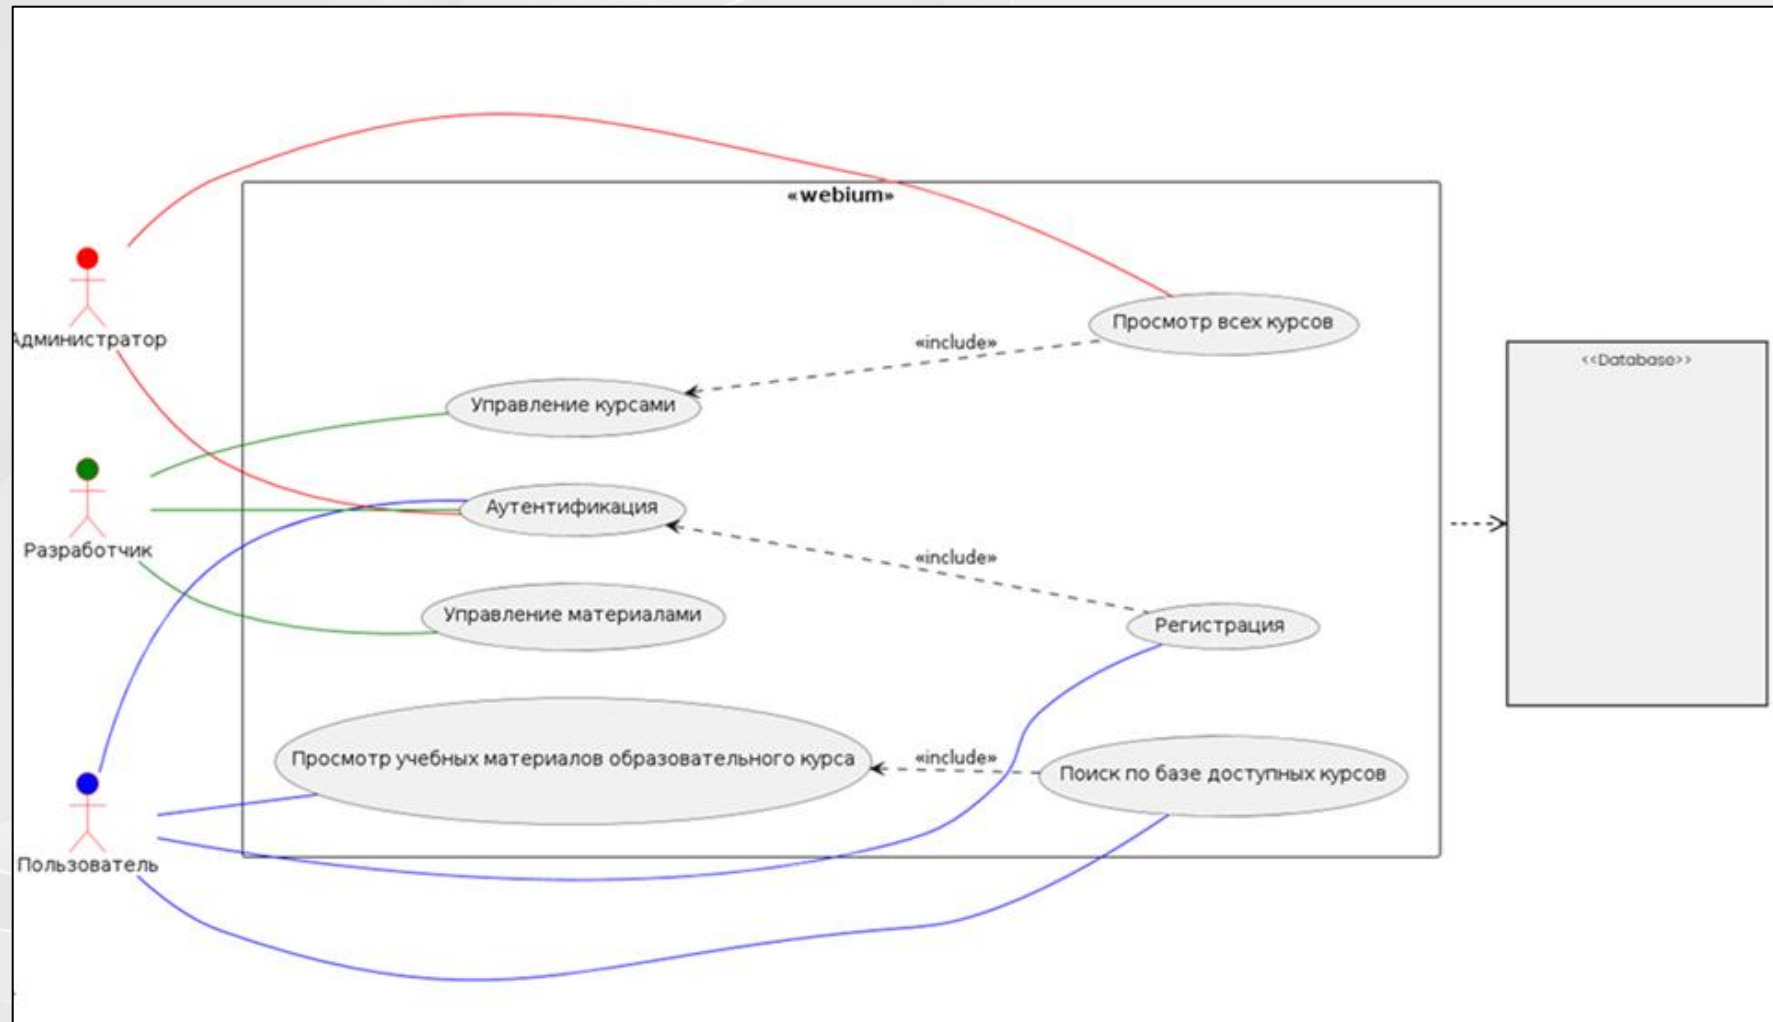 «webium»
Просмотр всех курсов
«include»
Администратор
<<Database>>
Управление курсами
Аутентификация
Разработчик
«include»
Управление материалами
Регистрация
«include»
Просмотр учебных материалов образовательного курса
Поиск по базе доступных курсов
Пользователь